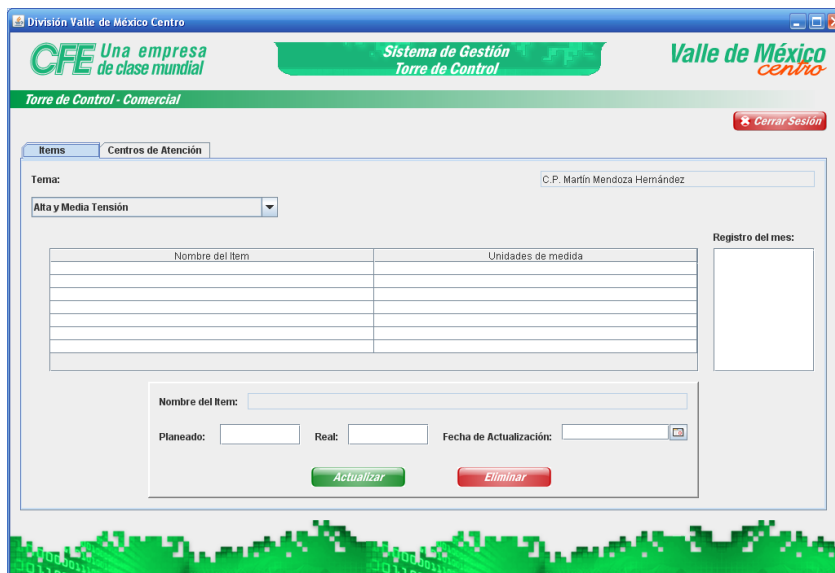 División Valle de México Centro
CFE Una empresa de clase mundial
Sistema de Gestión
Torre de Control
Valle de México
centro
Torre de Control - Comercial
Cerrar Sesión
Items
Centros de Atención
Tema:
C.P. Martín Mendoza Hernández
Alta y Media Tensión
Registro del mes:
Nombre del Item
Unidades de medida
Nombre del Item:
Planeado:
Real:
Fecha de Actualización:
Actualizar
Eliminar